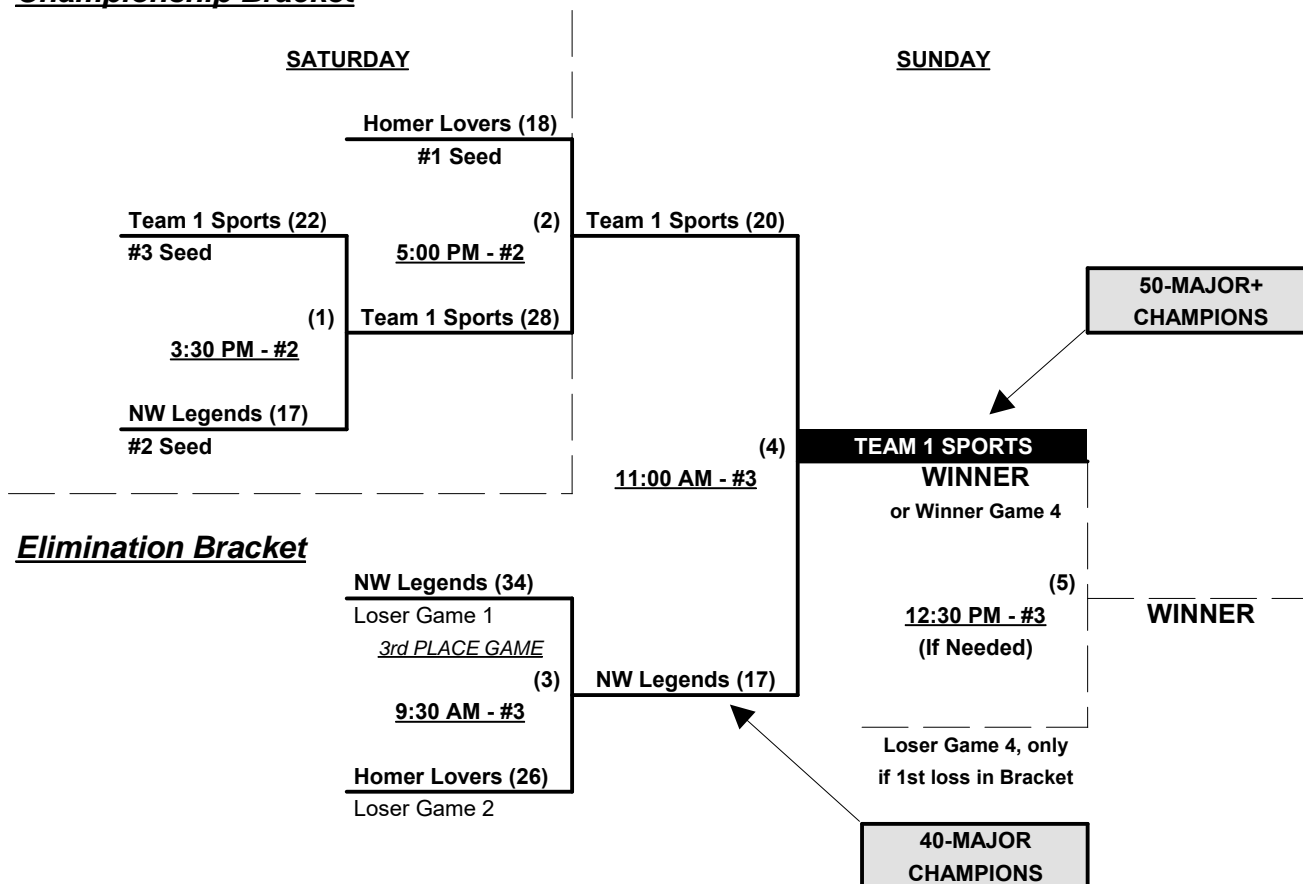 Championship Bracket
SATURDAY
SUNDAY
Homer Lovers (18)
#1 Seed
Team 1 Sports (22)
#3 Seed
(2)
5:00 PM - #2
Team 1 Sports (20)
50-MAJOR+
CHAMPIONS
(1)
3:30 PM - #2
Team 1 Sports (28)
NW Legends (17)
#2 Seed
(4)
11:00 AM - #3
TEAM 1 SPORTS
WINNER
or Winner Game 4
Elimination Bracket
NW Legends (34)
Loser Game 1
3rd PLACE GAME
(3)
9:30 AM - #3
NW Legends (17)
(5)
12:30 PM - #3
(If Needed)
WINNER
Homer Lovers (26)
Loser Game 2
Loser Game 4, only
if 1st loss in Bracket
40-MAJOR
CHAMPIONS